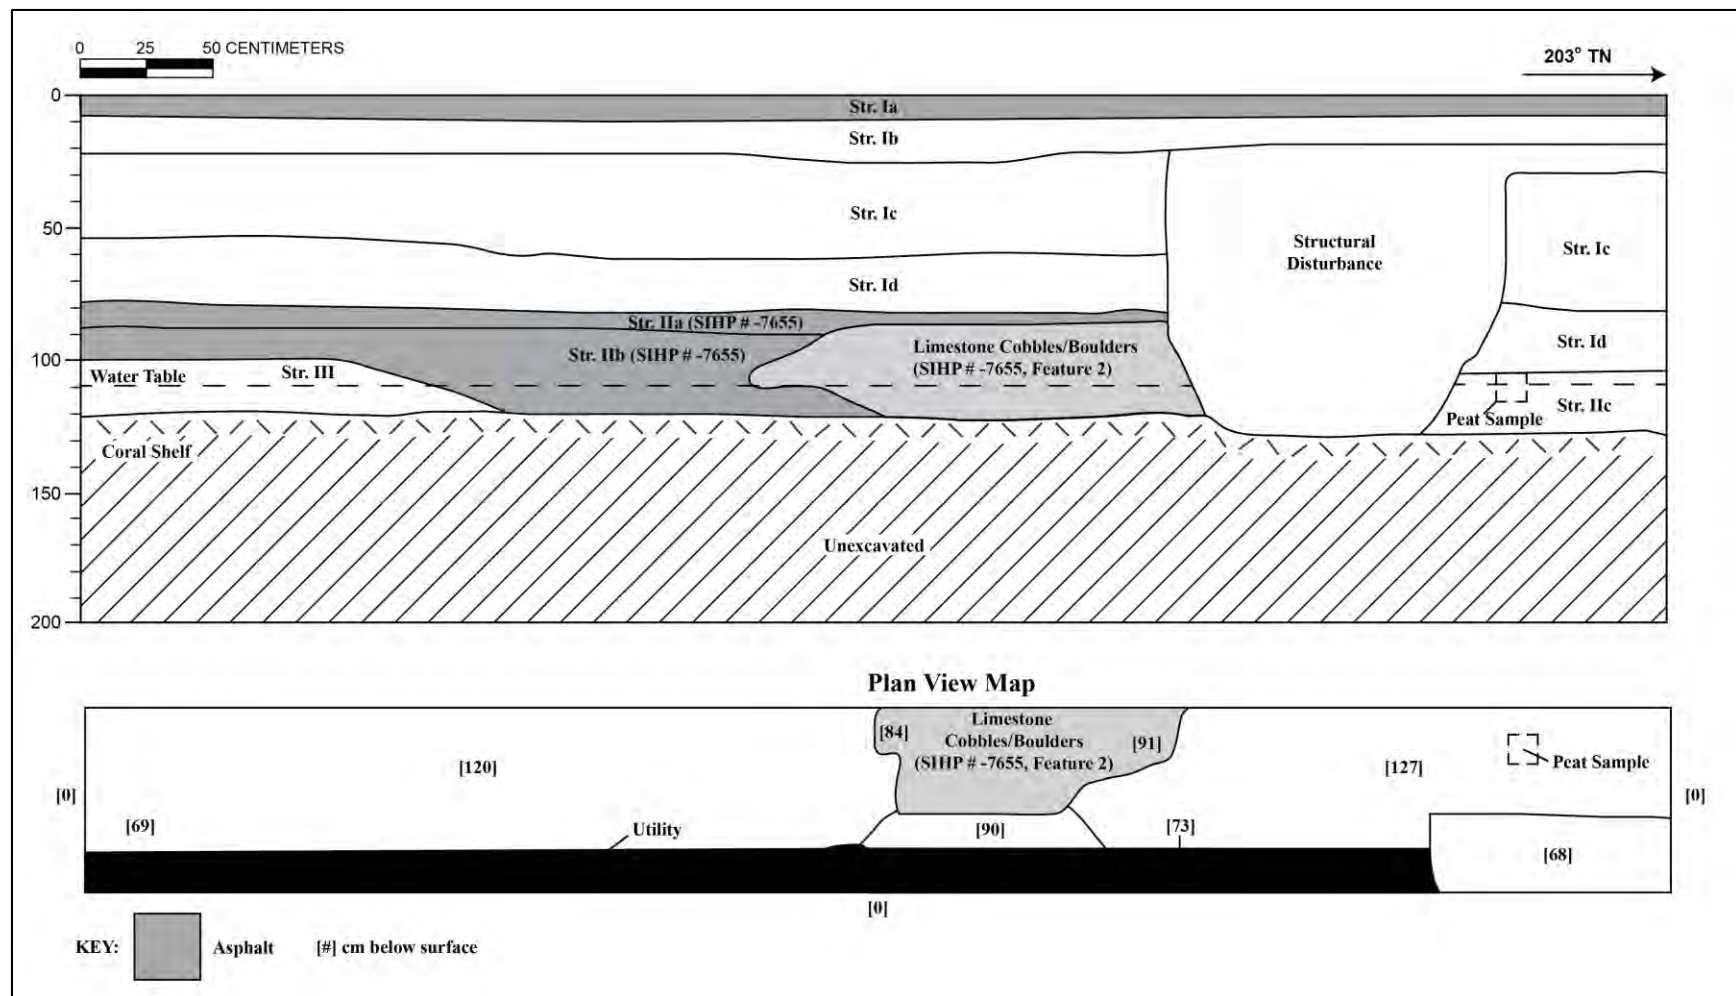 0 25 50 CENTIMETERS
203° TN
0
Str. Ia
Str. Ib
Str. Ic
50
Structural
Disturbance
Str. Ic
Str. Id
Str. IIa (SIHP # -7655)
Str. IIb (SIHP # -7655)
Limestone Cobbles/Boulders
(SIHP # -7655, Feature 2)
Str. Id
100
Water Table
Str. III
Str. IIc
Peat Sample
Coral Shelf
150
Unexcavated
200
Plan View Map
[84]
Limestone
Cobbles/Boulders
(SIHP # -7655, Feature 2)
[91]
[120]
[127]
Peat Sample
[0]
[0]
[69]
Utility
[90]
[73]
[68]
[0]
KEY:
Asphalt
[#] cm below surface